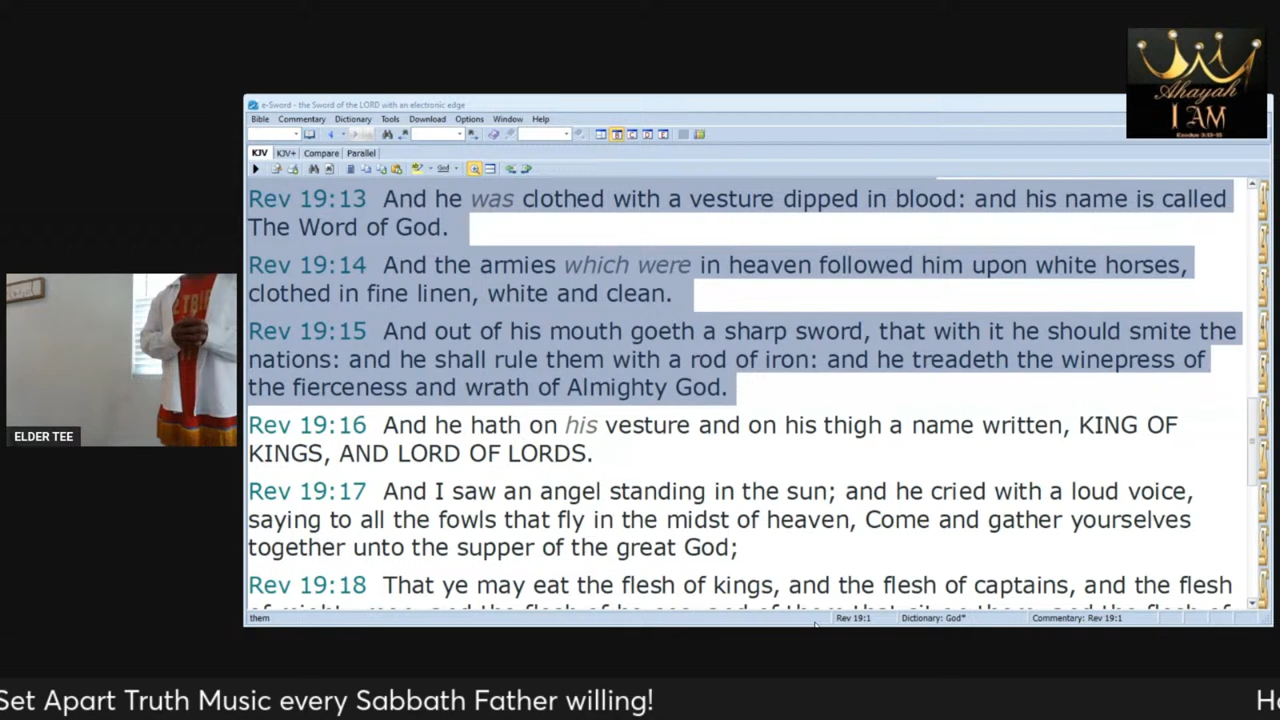 Ahayah
I AM
Exodus 3:13-15
e-Sword - the Sword of the LORD with an electronic edge
Bible Commentary Dictionary Tools Download Options Window Help
KJV KJV+ Compare Parallel
Rev 19:13 And he was clothed with a vesture dipped in blood: and his name is called
The Word of God.
Rev 19:14 And the armies which were in heaven followed him upon white horses,
clothed in fine linen, white and clean.
Rev 19:15 And out of his mouth goeth a sharp sword, that with it he should smite the
nations: and he shall rule them with a rod of iron: and he treadeth the winepress of
the fierceness and wrath of Almighty God.
Rev 19:16 And he hath on his vesture and on his thigh a name written, KING OF
KINGS, AND LORD OF LORDS.
Rev 19:17 And I saw an angel standing in the sun; and he cried with a loud voice,
saying to all the fowls that fly in the midst of heaven, Come and gather yourselves
together unto the supper of the great God;
Rev 19:18 That ye may eat the flesh of kings, and the flesh of captains, and the flesh
them Rev 19:1 Dictionary: God* Commentary: Rev 19:1
ELDER TEE
Set Apart Truth Music every Sabbath Father willing!